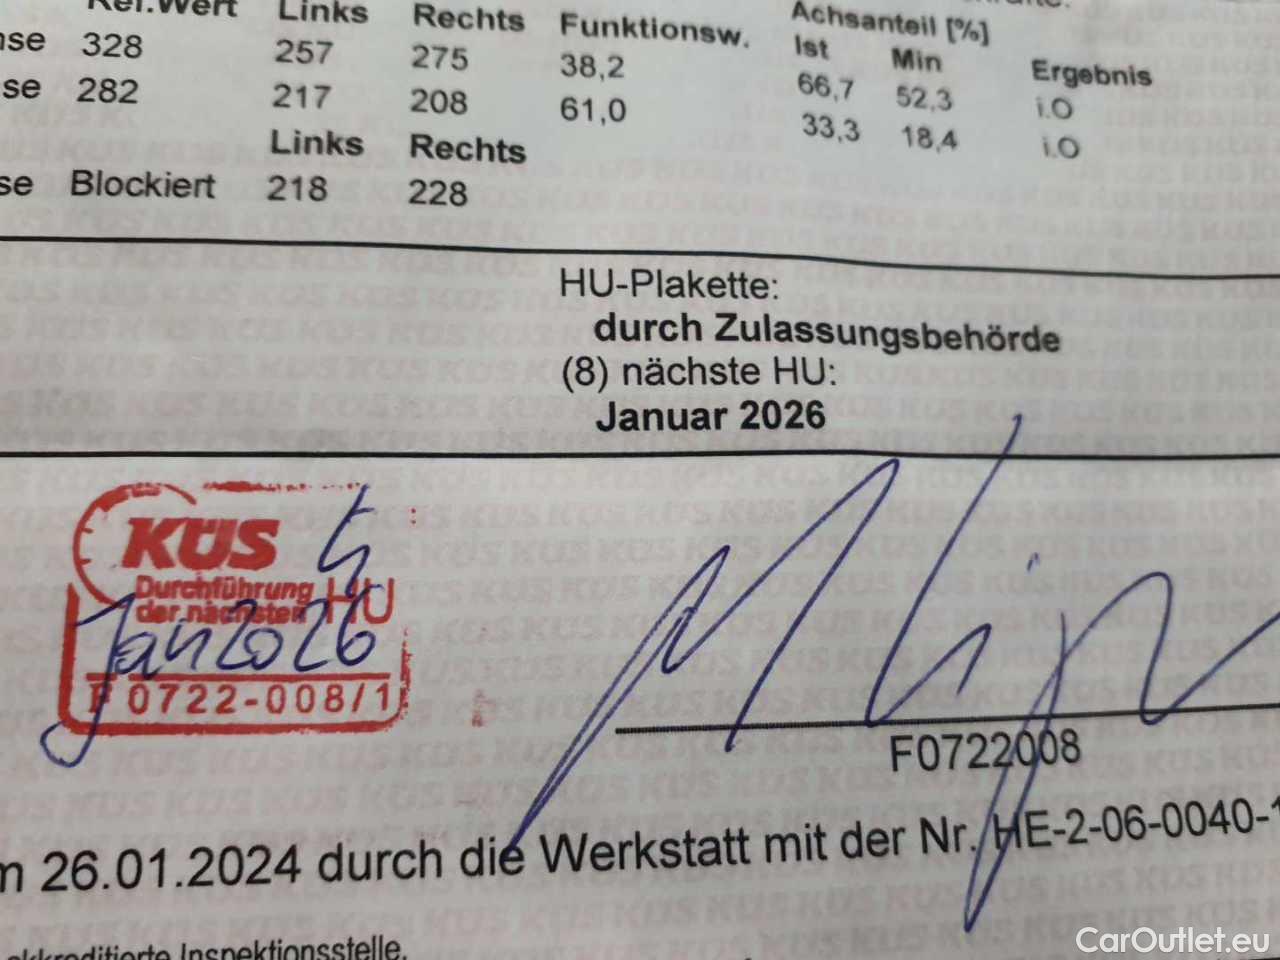 Ref.Wert Links Rechts Funktionsw. Achsanteil [%]
Ist Min Ergebnis
328 257 275 38,2 66,7 52,3 i.O
282 217 208 61,0 33,3 18,4 i.O
Links Rechts
Blockiert 218 228
HU-Plakette:
durch Zulassungsbehörde
(8) nächste HU:
Januar 2026
KÜS
Durchführung
der nächsten HU
Jan 2026
F 0722-008/1
F0722008
26.01.2024 durch die Werkstatt mit der Nr. HE-2-06-0040-1
akkreditierte Inspektionsstelle.
CarOutlet.eu